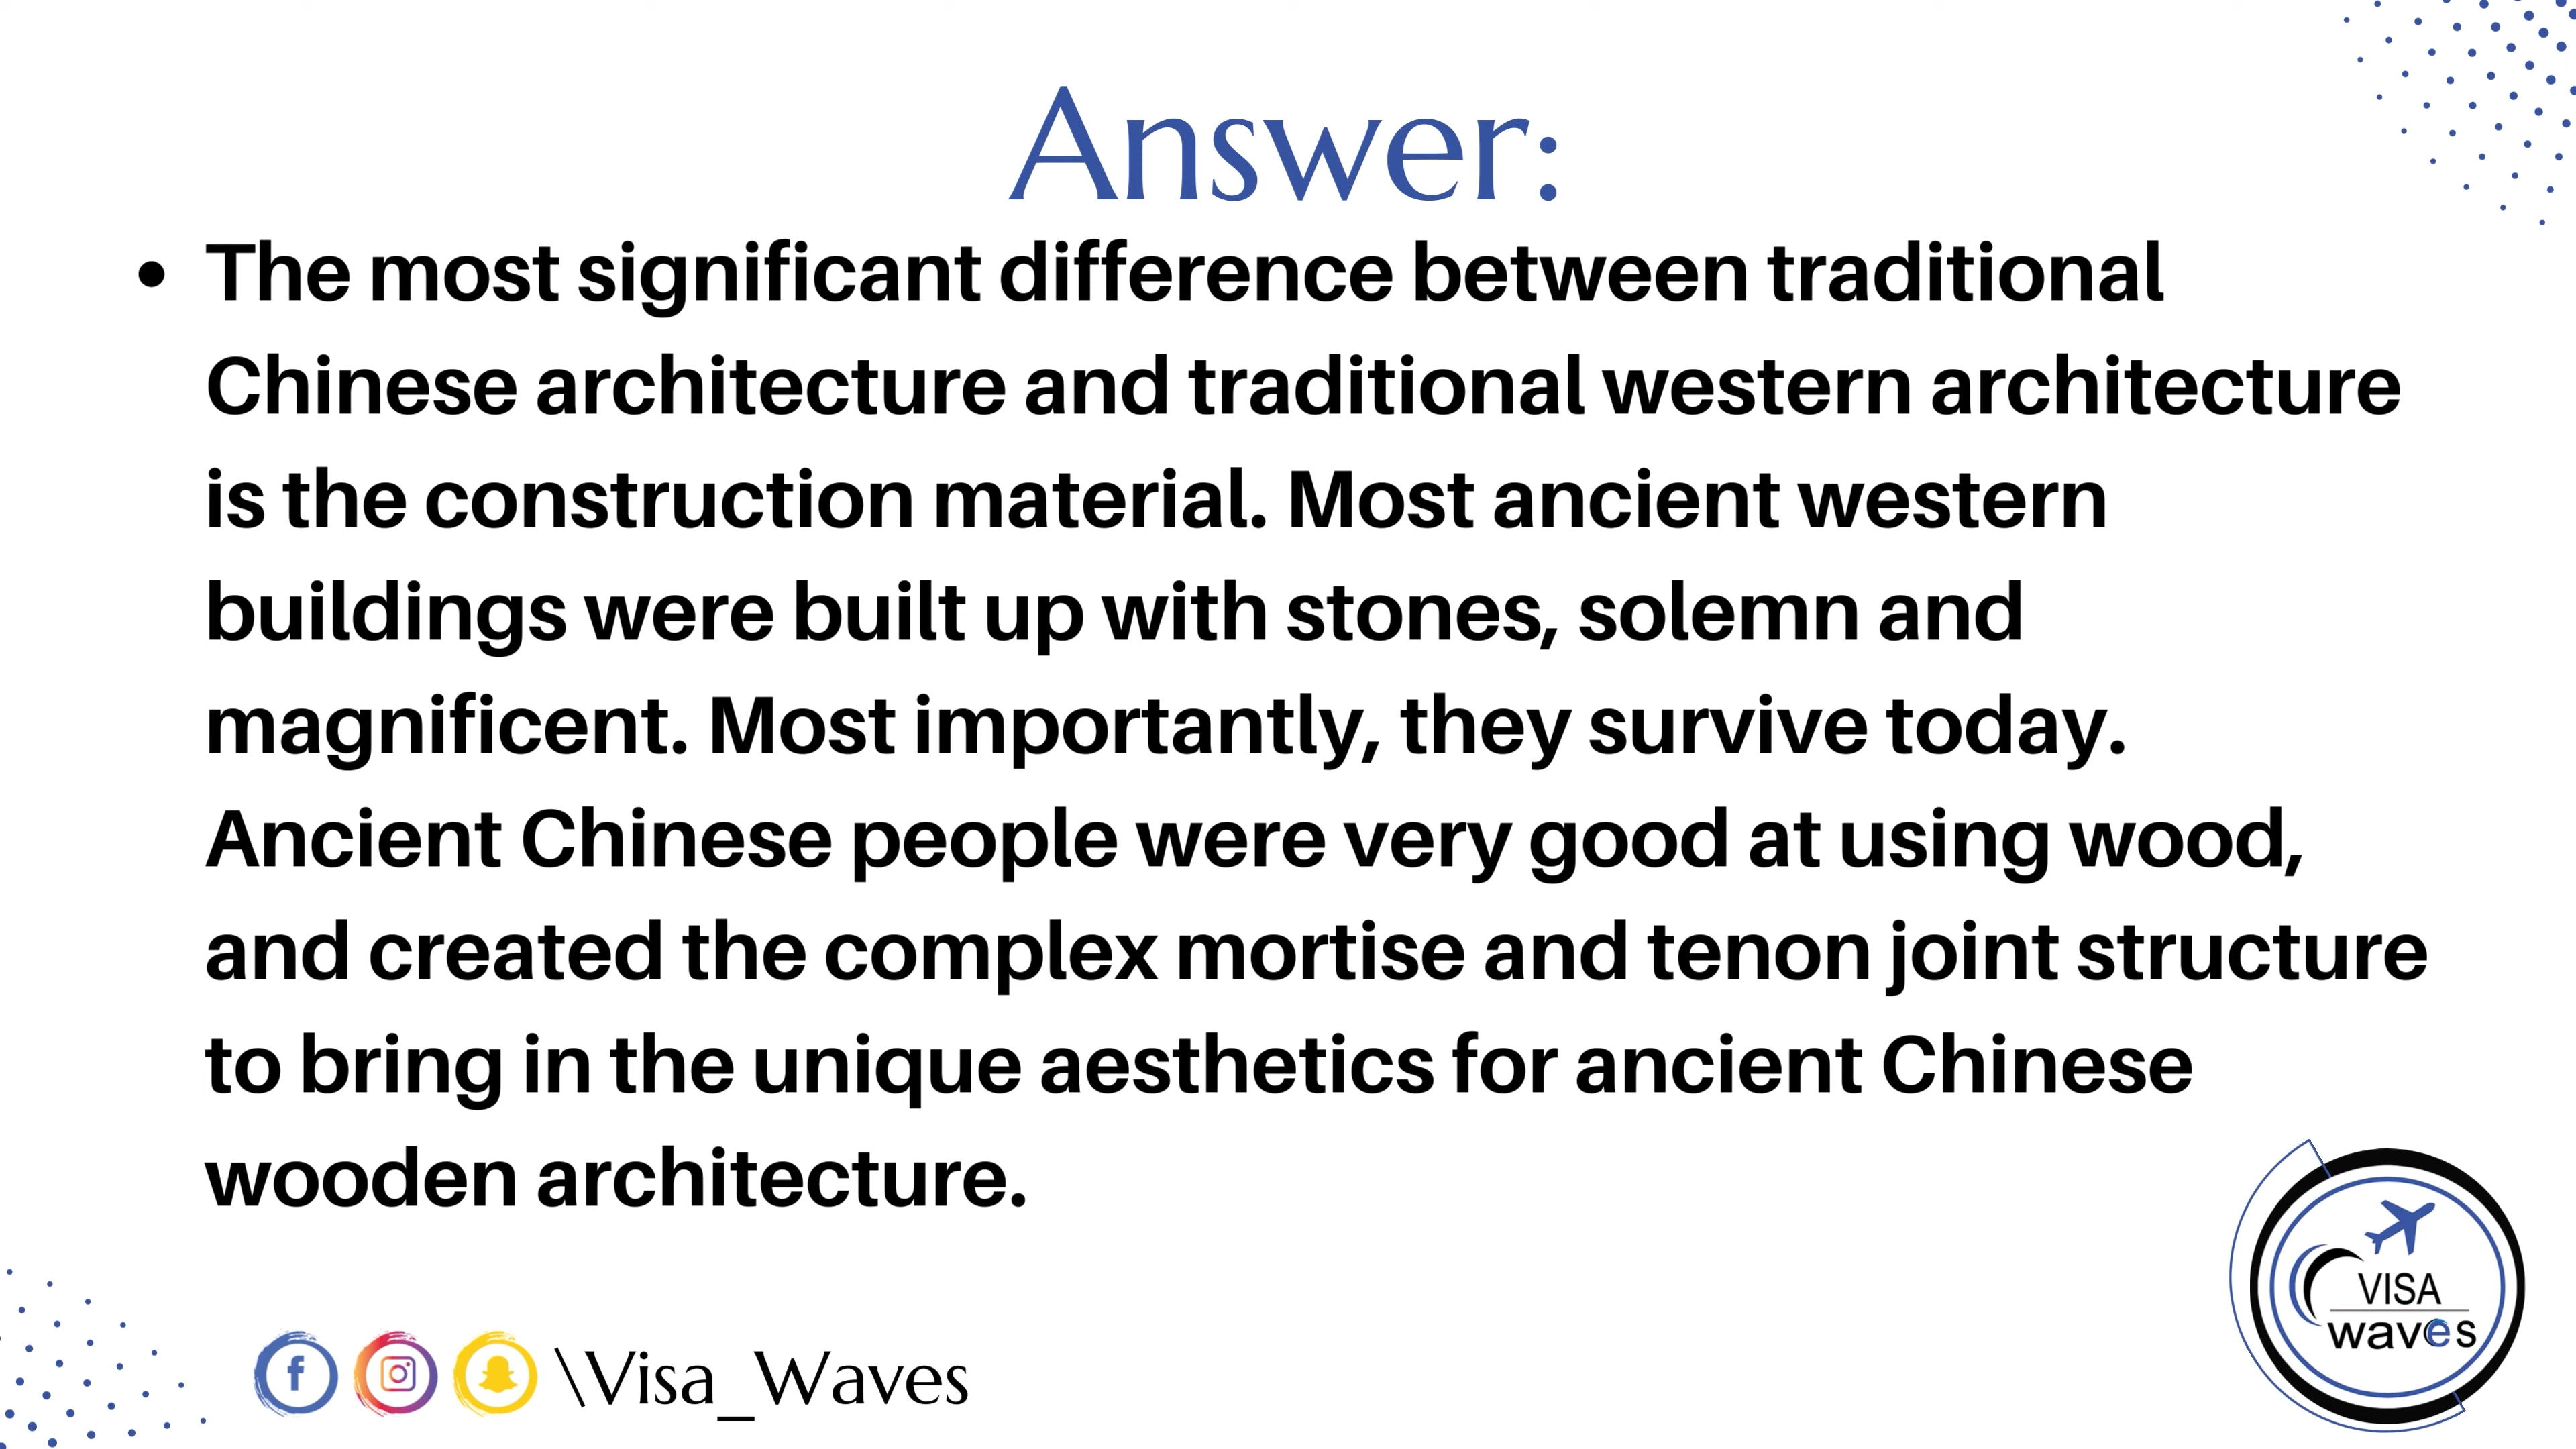 Answer:
• The most significant difference between traditional
Chinese architecture and traditional western architecture
is the construction material. Most ancient western
buildings were built up with stones, solemn and
magnificent. Most importantly, they survive today.
Ancient Chinese people were very good at using wood,
and created the complex mortise and tenon joint structure
to bring in the unique aesthetics for ancient Chinese
wooden architecture.
\Visa_Waves
VISA
waves